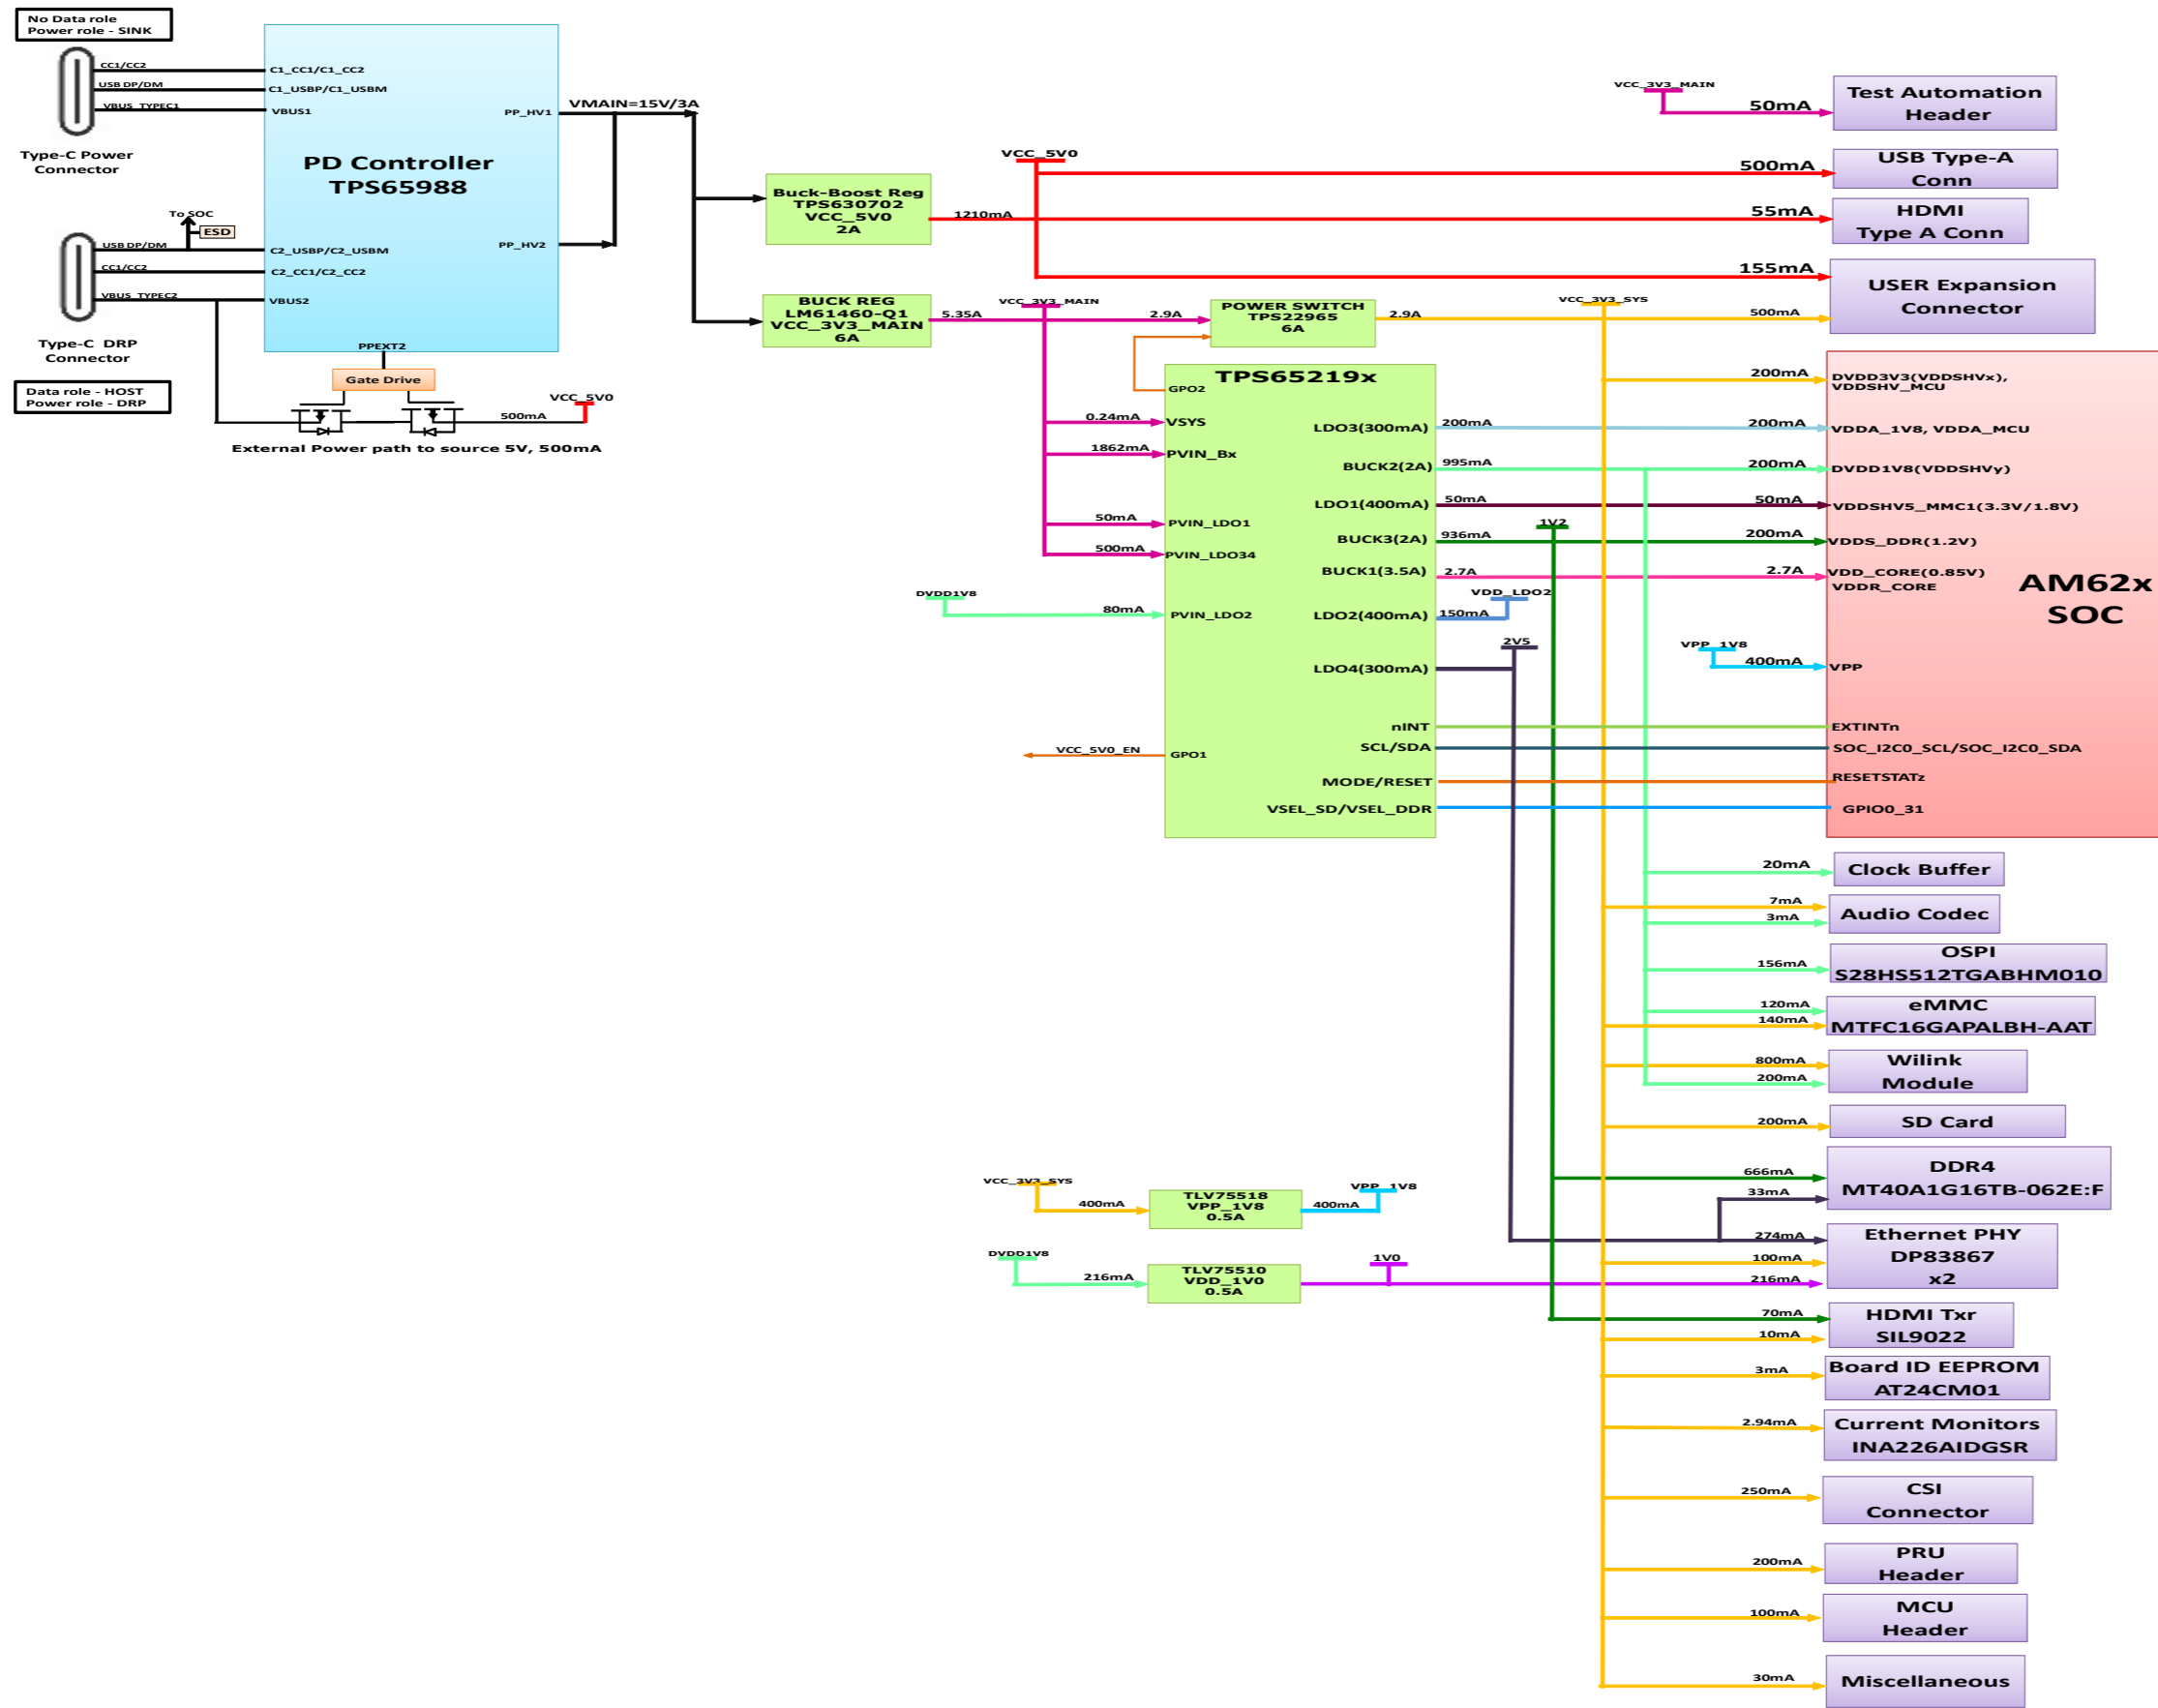 No Data role
Power role - SINK
CC1/CC2
USB DP/DM
VBUS_TYPEC1
Type-C Power
Connector
C1_CC1/C1_CC2
C1_USBP/C1_USBM
VBUS1
PD Controller
TPS65988
PP_HV1
PP_HV2
VMAIN=15V/3A
To SOC
ESD
USB DP/DM
CC1/CC2
VBUS_TYPEC2
C2_USBP/C2_USBM
C2_CC1/C2_CC2
VBUS2
PPEXT2
Type-C DRP
Connector
Data role - HOST
Power role - DRP
Gate Drive
500mA
VCC_5V0
External Power path to source 5V, 500mA
Buck-Boost Reg
TPS630702
VCC_5V0
2A
1210mA
VCC_5V0
BUCK REG
LM61460-Q1
VCC_3V3_MAIN
6A
5.35A
VCC_3V3_MAIN
2.9A
POWER SWITCH
TPS22965
6A
2.9A
VCC_3V3_SYS
VCC_3V3_MAIN
50mA
Test Automation
Header
500mA
USB Type-A
Conn
55mA
HDMI
Type A Conn
155mA
500mA
USER Expansion
Connector
TPS65219x
GPO2
0.24mA
VSYS
1862mA
PVIN_Bx
50mA
PVIN_LDO1
500mA
PVIN_LDO34
DVDD1V8
80mA
PVIN_LDO2
VCC_5V0_EN
GPO1
LDO3(300mA)
200mA
BUCK2(2A)
995mA
LDO1(400mA)
50mA
BUCK3(2A)
936mA
1V2
BUCK1(3.5A)
2.7A
VDD_LDO2
LDO2(400mA)
150mA
2V5
LDO4(300mA)
nINT
SCL/SDA
MODE/RESET
VSEL_SD/VSEL_DDR
AM62x
SOC
200mA
DVDD3V3(VDDSHVx),
VDDSHV_MCU
200mA
VDDA_1V8, VDDA_MCU
200mA
DVDD1V8(VDDSHVy)
50mA
VDDSHV5_MMC1(3.3V/1.8V)
200mA
VDDS_DDR(1.2V)
2.7A
VDD_CORE(0.85V)
VDDR_CORE
VPP_1V8
400mA
VPP
EXTINTn
SOC_I2C0_SCL/SOC_I2C0_SDA
RESETSTATz
GPIO0_31
20mA
Clock Buffer
7mA
3mA
Audio Codec
156mA
OSPI
S28HS512TGABHM010
120mA
140mA
eMMC
MTFC16GAPALBH-AAT
800mA
200mA
Wilink
Module
200mA
SD Card
666mA
33mA
DDR4
MT40A1G16TB-062E:F
274mA
100mA
216mA
Ethernet PHY
DP83867
x2
VCC_3V3_SYS
400mA
TLV75518
VPP_1V8
0.5A
400mA
VPP_1V8
DVDD1V8
216mA
TLV75510
VDD_1V0
0.5A
1V0
70mA
10mA
HDMI Txr
SIL9022
3mA
Board ID EEPROM
AT24CM01
2.94mA
Current Monitors
INA226AIDGSR
250mA
CSI
Connector
200mA
PRU
Header
100mA
MCU
Header
30mA
Miscellaneous